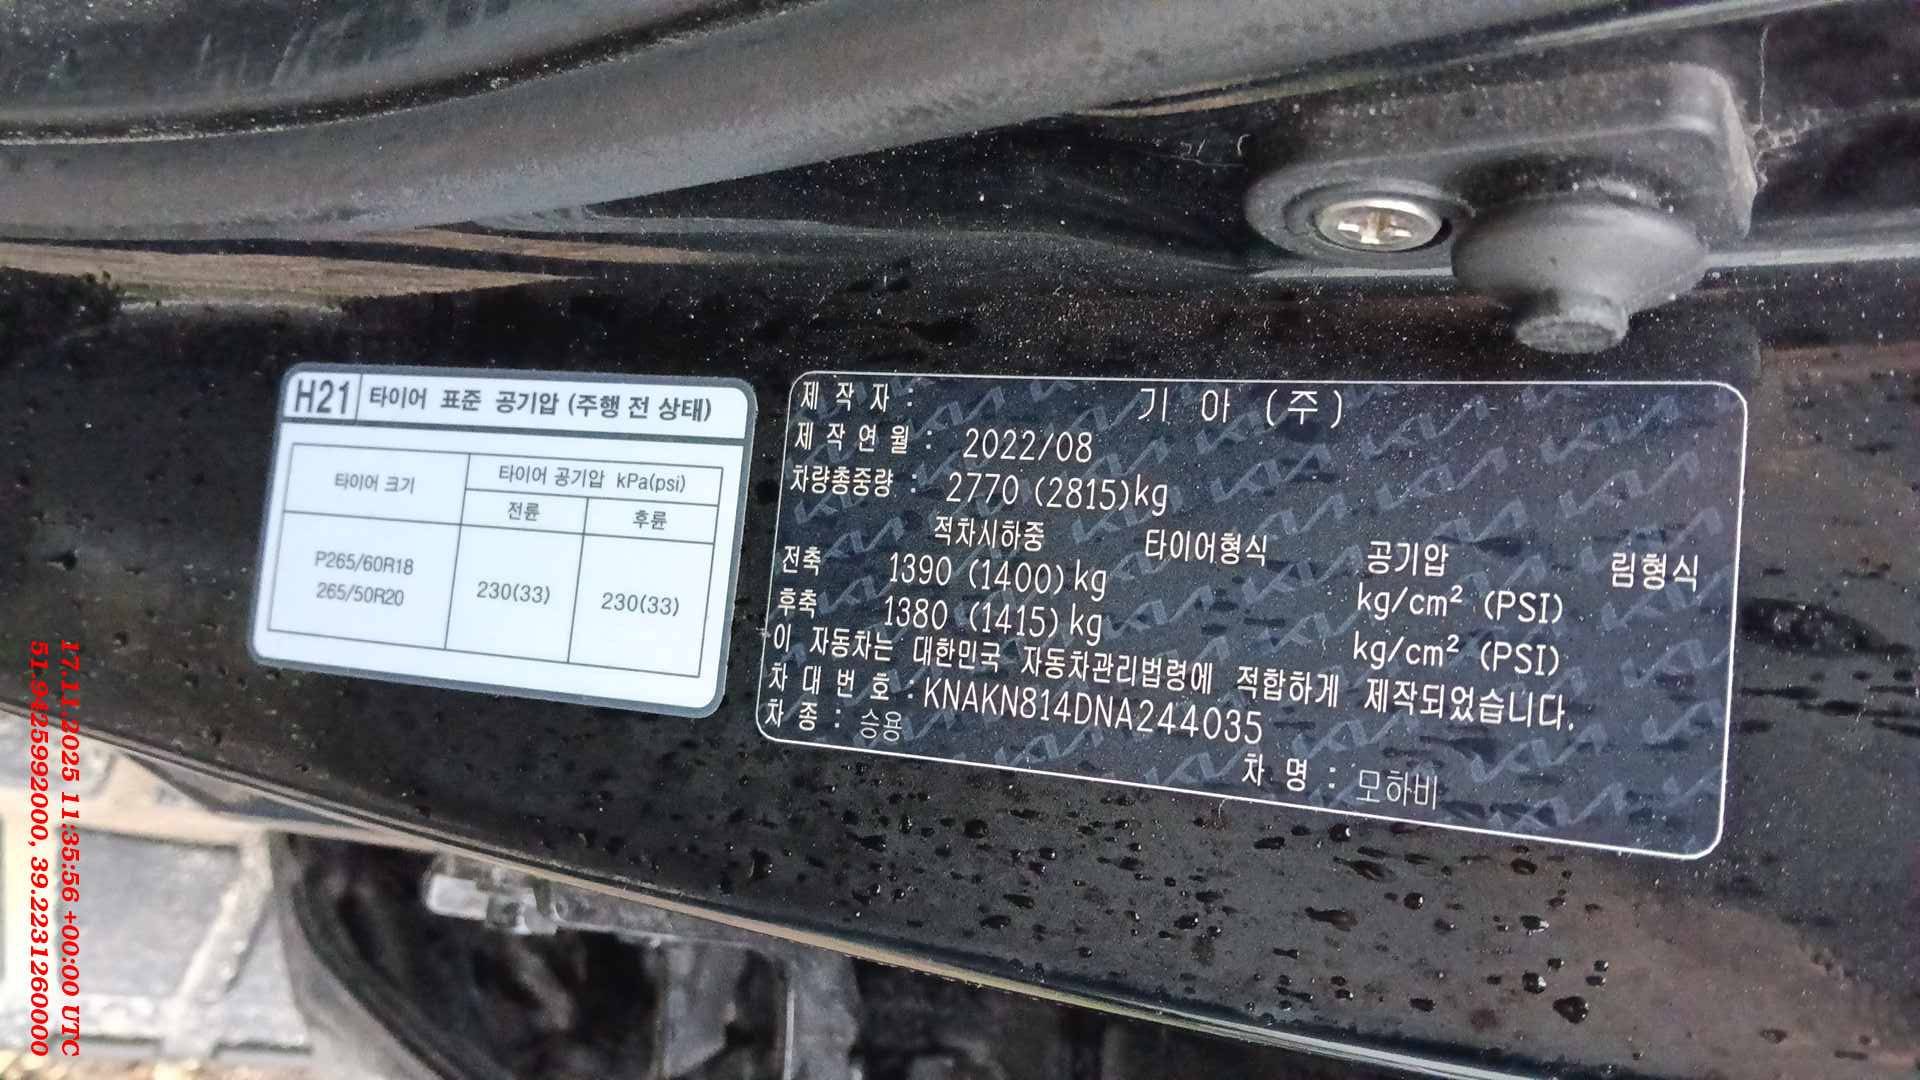 H21 타이어 표준 공기압 (주행 전 상태)
타이어 크기
타이어 공기압 kPa(psi)
전륜 후륜
P265/60R18
265/50R20
230(33) 230(33)
제 작 자 : 기 아 (주)
제 작 연 월 : 2022/08
차량총중량 : 2770 (2815)kg
적차시하중 타이어형식 공기압 림형식
전축 1390 (1400)kg kg/cm² (PSI)
후축 1380 (1415)kg kg/cm² (PSI)
이 자동차는 대한민국 자동차관리법령에 적합하게 제작되었습니다.
차 대 번 호 : KNAKN814DNA244035
차 종 : 승용 차 명 : 모하비
17.11.2025 11:35:56 +00:00 UTC
51.9425992000, 39.2231260000